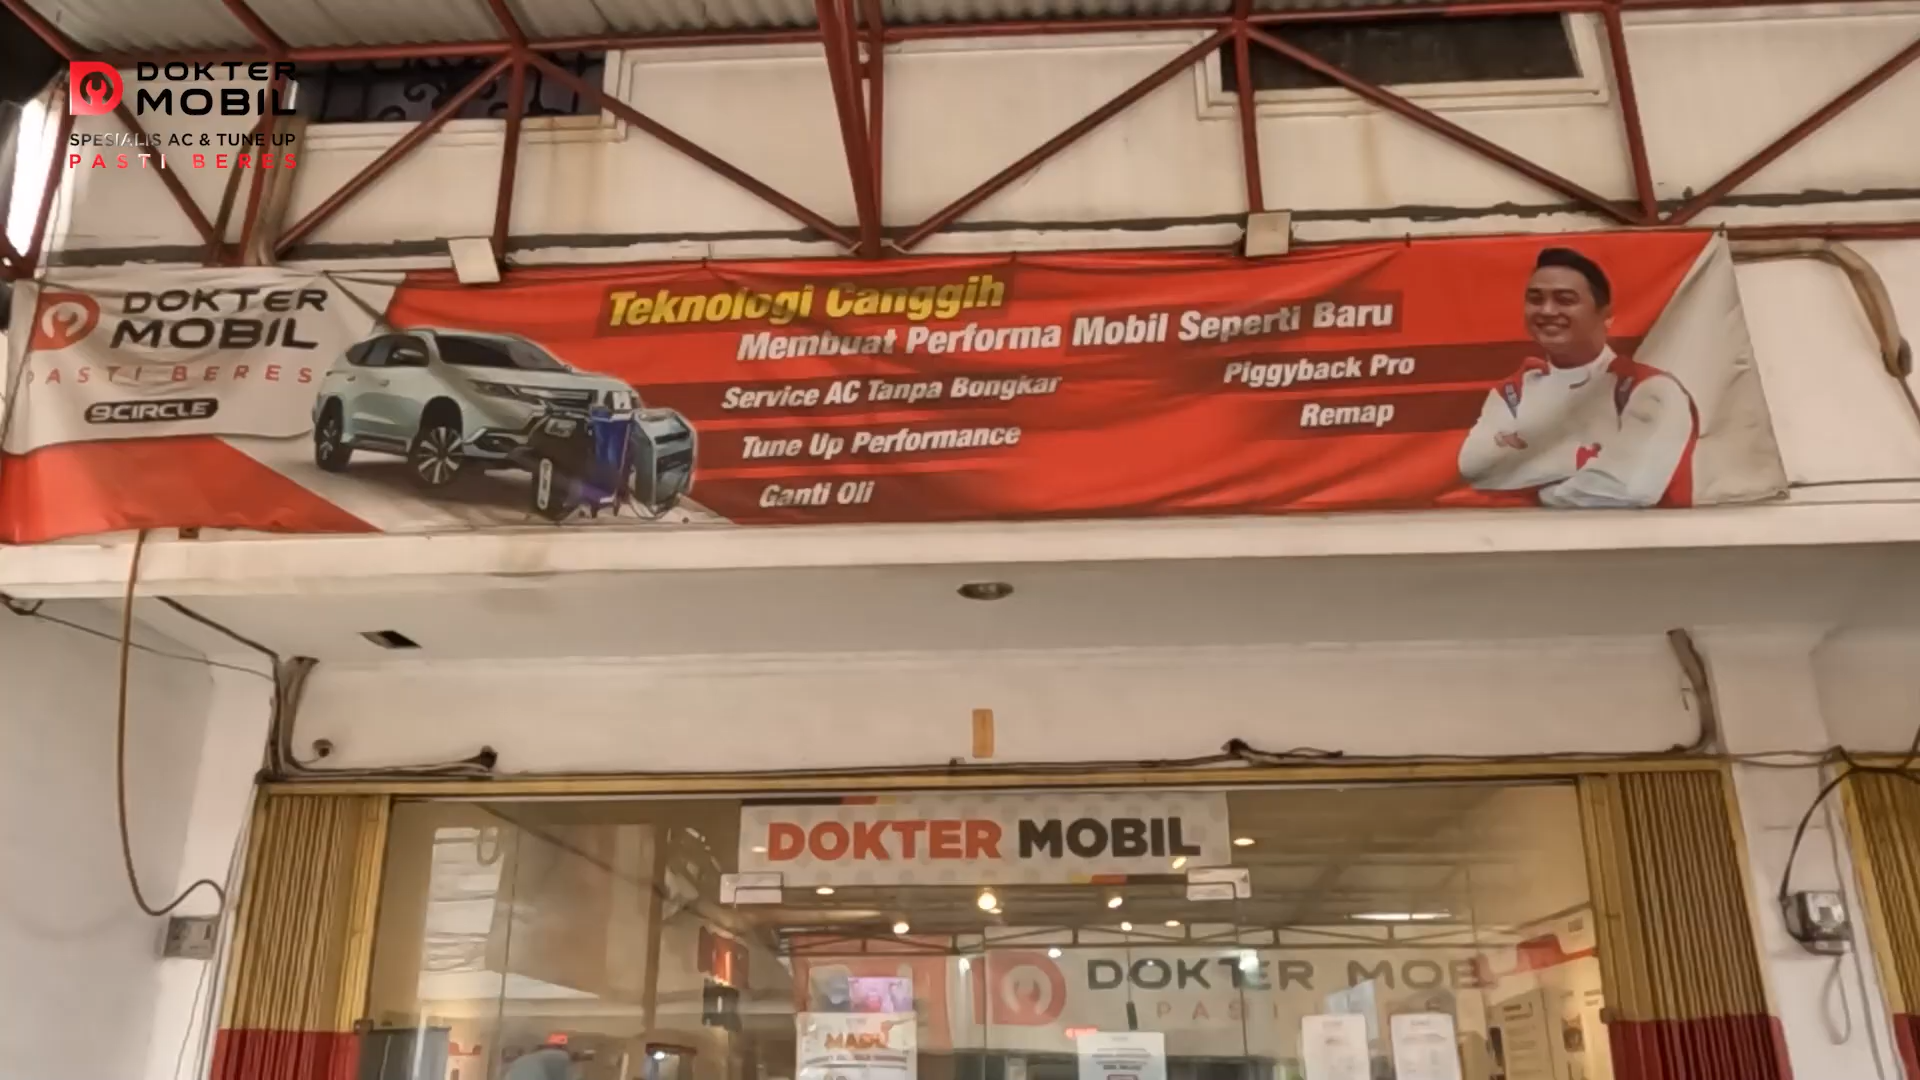 DOKTER
MOBIL
SPESIALIS AC & TUNE UP
PASTI BERES
DOKTER
MOBIL
PASTI BERES
9CIRCLE
Teknologi Canggih
Membuat Performa Mobil Seperti Baru
Service AC Tanpa Bongkar
Tune Up Performance
Ganti Oli
Piggyback Pro
Remap
DOKTER MOBIL
DOKTER MOBIL